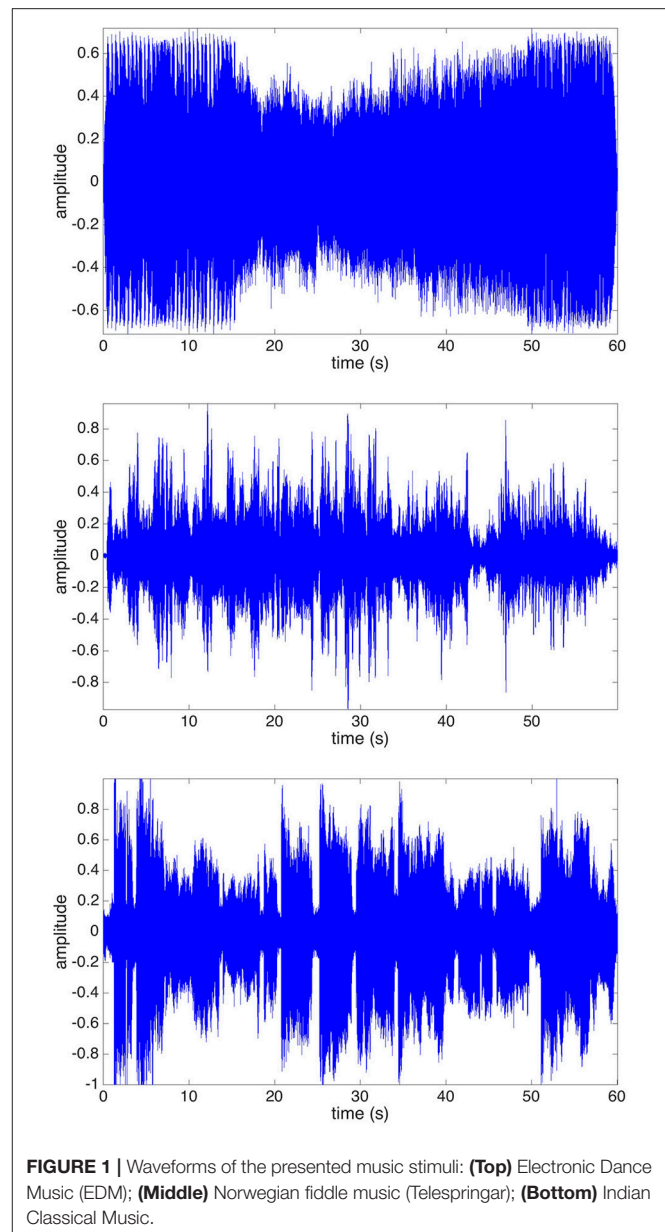 0.6
0.4
0.2
0
-0.2
-0.4
-0.6
amplitude
0 10 20 30 40 50 60
time (s)
0.8
0.6
0.4
0.2
0
-0.2
-0.4
-0.6
-0.8
amplitude
0 10 20 30 40 50
time (s)
0.8
0.6
0.4
0.2
0
-0.2
-0.4
-0.6
-0.8
-1
amplitude
0 10 20 30 40 50 60
time (s)
FIGURE 1 | Waveforms of the presented music stimuli: (Top) Electronic Dance
Music (EDM); (Middle) Norwegian fiddle music (Telespringar); (Bottom) Indian
Classical Music.